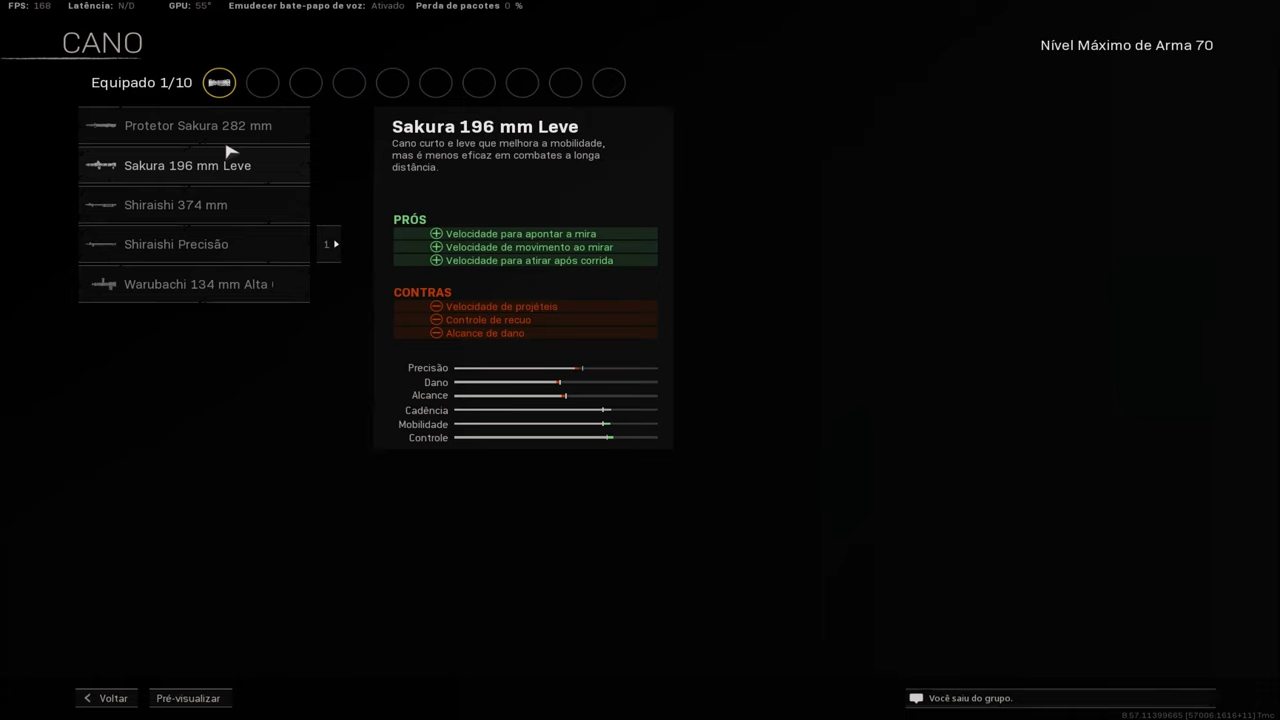 FPS: 168 Latência: N/D GPU: 55° Emudecer bate-papo de voz: Ativado Perda de pacotes 0 %
CANO
Nível Máximo de Arma 70
Equipado 1/10
Protetor Sakura 282 mm
Sakura 196 mm Leve
Shiraishi 374 mm
Shiraishi Precisão
1
Warubachi 134 mm Alta
Sakura 196 mm Leve
Cano curto e leve que melhora a mobilidade,
mas é menos eficaz em combates a longa
distância.
PRÓS
Velocidade para apontar a mira
Velocidade de movimento ao mirar
Velocidade para atirar após corrida
CONTRAS
Velocidade de projéteis
Controle de recuo
Alcance de dano
Precisão
Dano
Alcance
Cadência
Mobilidade
Controle
Voltar
Pré-visualizar
Você saiu do grupo.